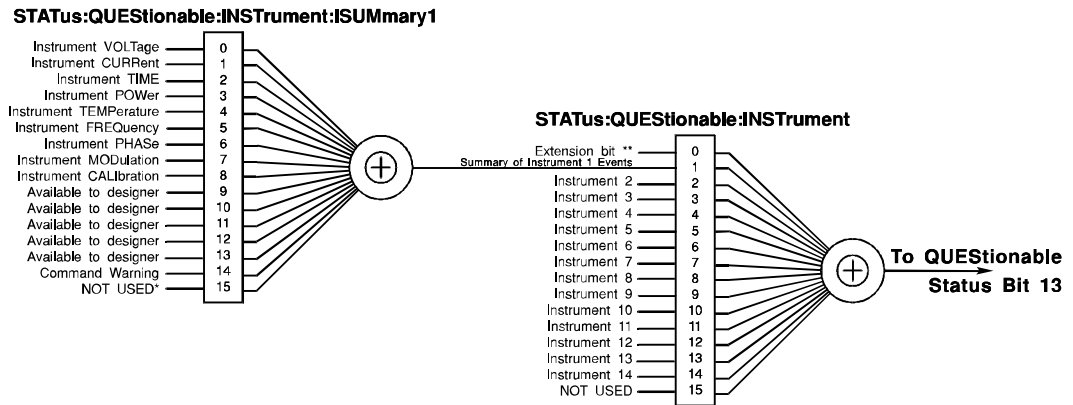 STATus:QUEStionable:INSTrument:ISUMmary1
Instrument VOLTage 0
Instrument CURRent 1
Instrument TIME 2
Instrument POWer 3
Instrument TEMPerature 4
Instrument FREQuency 5
Instrument PHASe 6
Instrument MODulation 7
Instrument CALIbration 8
Available to designer 9
Available to designer 10
Available to designer 11
Available to designer 12
Available to designer 13
Command Warning 14
NOT USED* 15
STATus:QUEStionable:INSTrument
Extension bit ** 0
Summary of Instrument 1 Events 1
Instrument 2 2
Instrument 3 3
Instrument 4 4
Instrument 5 5
Instrument 6 6
Instrument 7 7
Instrument 8 8
Instrument 9 9
Instrument 10 10
Instrument 11 11
Instrument 12 12
Instrument 13 13
Instrument 14 14
NOT USED 15
To QUEStionable
Status Bit 13